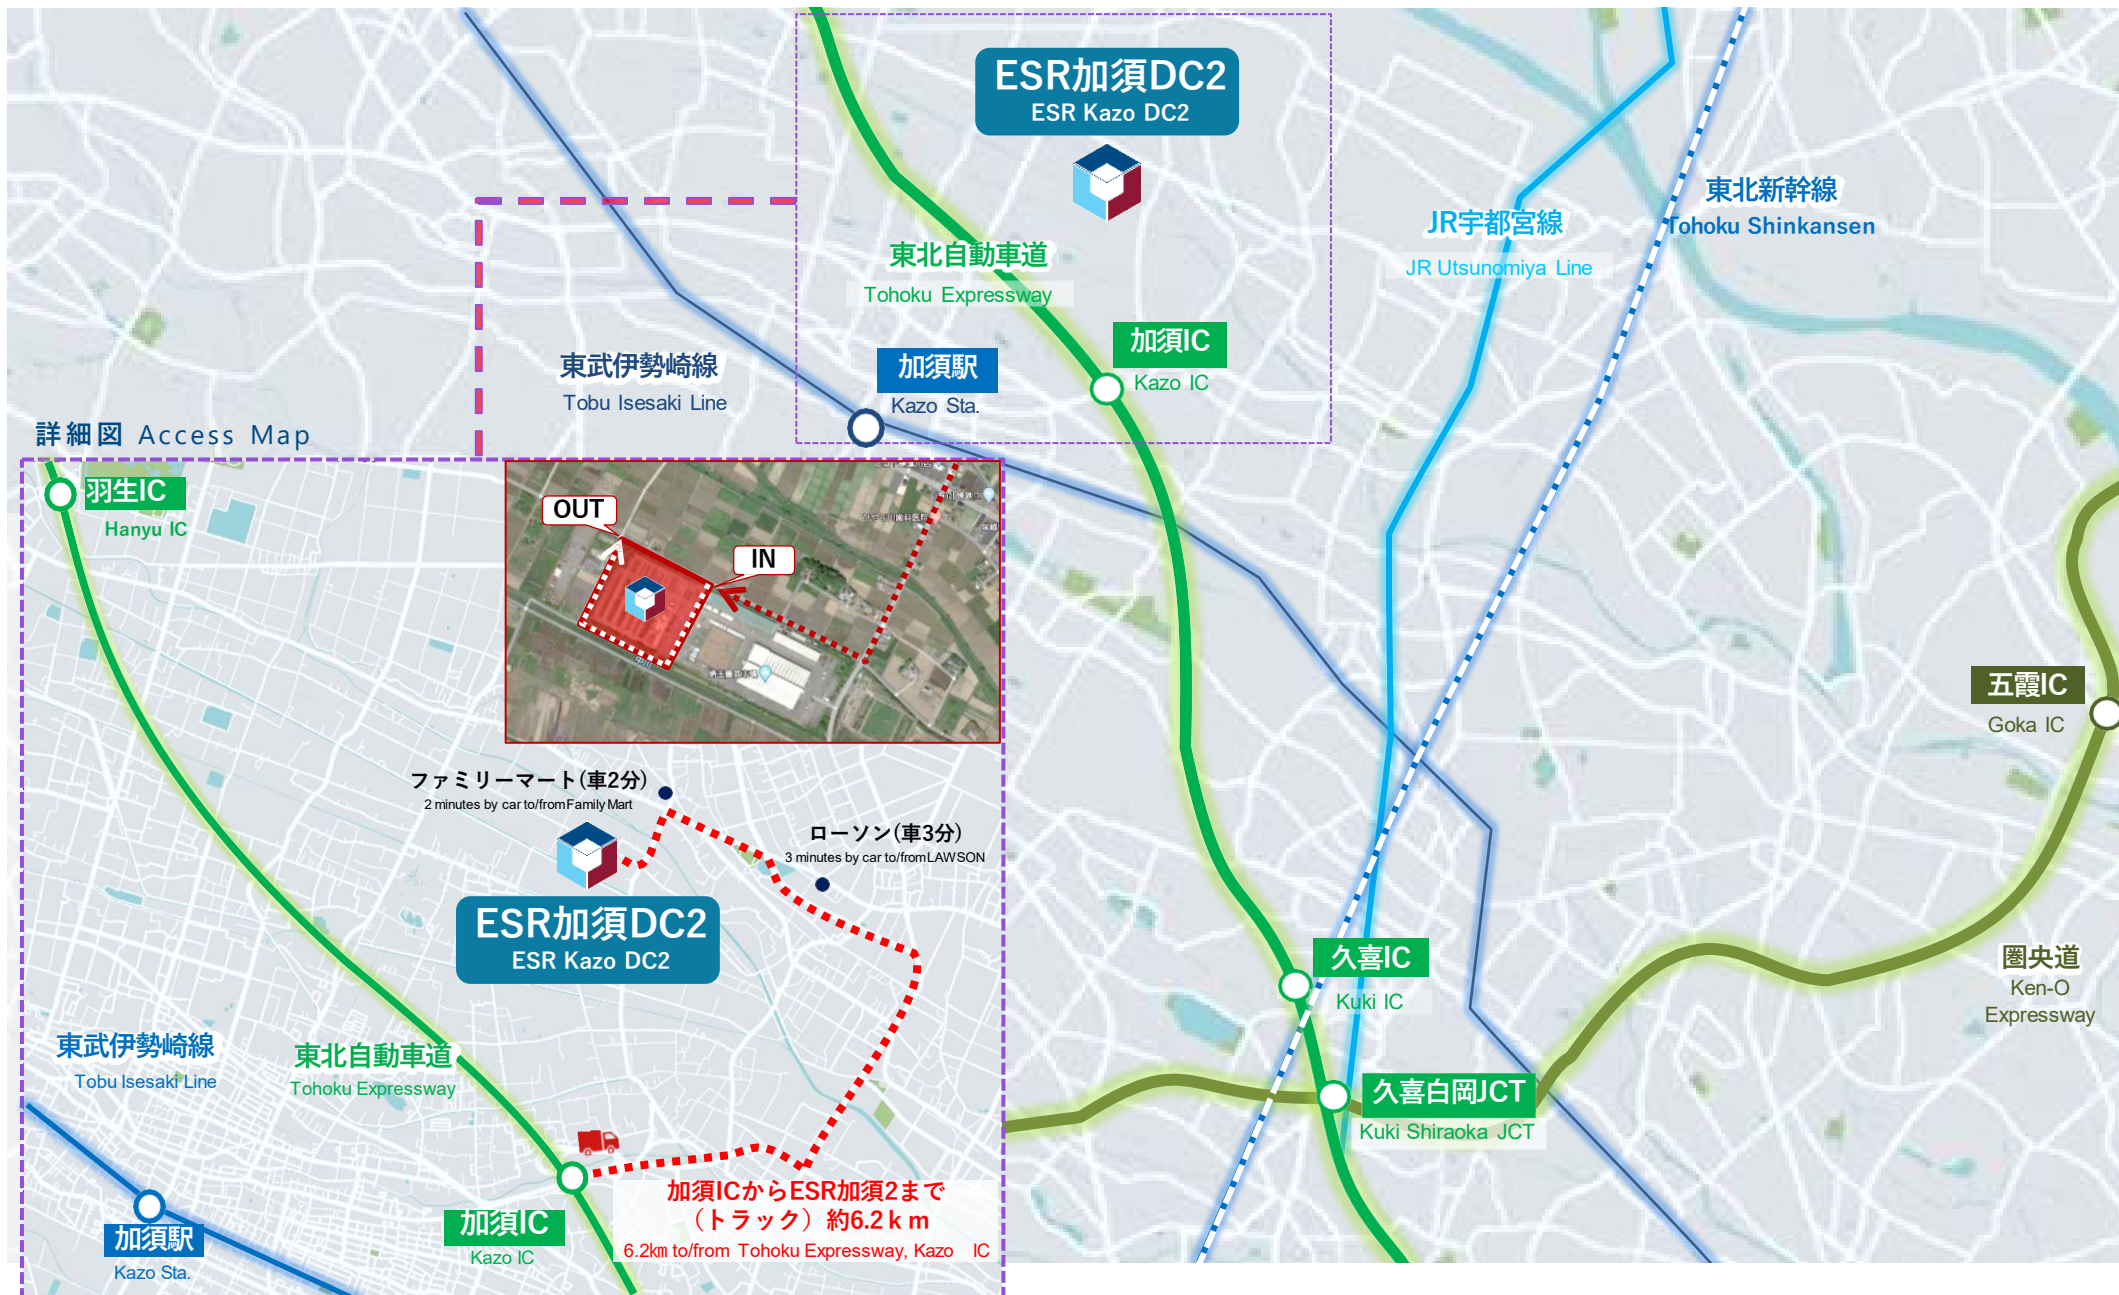 ESR加須DC2
ESR Kazo DC2
東北新幹線
Tohoku Shinkansen
JR宇都宮線
JR Utsunomiya Line
東北自動車道
Tohoku Expressway
加須IC
Kazo IC
東武伊勢崎線
Tobu Isesaki Line
加須駅
Kazo Sta.
詳細図 Access Map
羽生IC
Hanyu IC
OUT
IN
五霞IC
Goka IC
ファミリーマート(車2分)
2 minutes by car to/from Family Mart
ローソン(車3分)
3 minutes by car to/from LAWSON
ESR加須DC2
ESR Kazo DC2
久喜IC
Kuki IC
圏央道
Ken-O
Expressway
東武伊勢崎線
Tobu Isesaki Line
東北自動車道
Tohoku Expressway
久喜白岡JCT
Kuki Shiraoka JCT
加須ICからESR加須2まで
（トラック）約6.2ｋｍ
6.2㎞ to/from Tohoku Expressway, Kazo IC
加須IC
Kazo IC
加須駅
Kazo Sta.